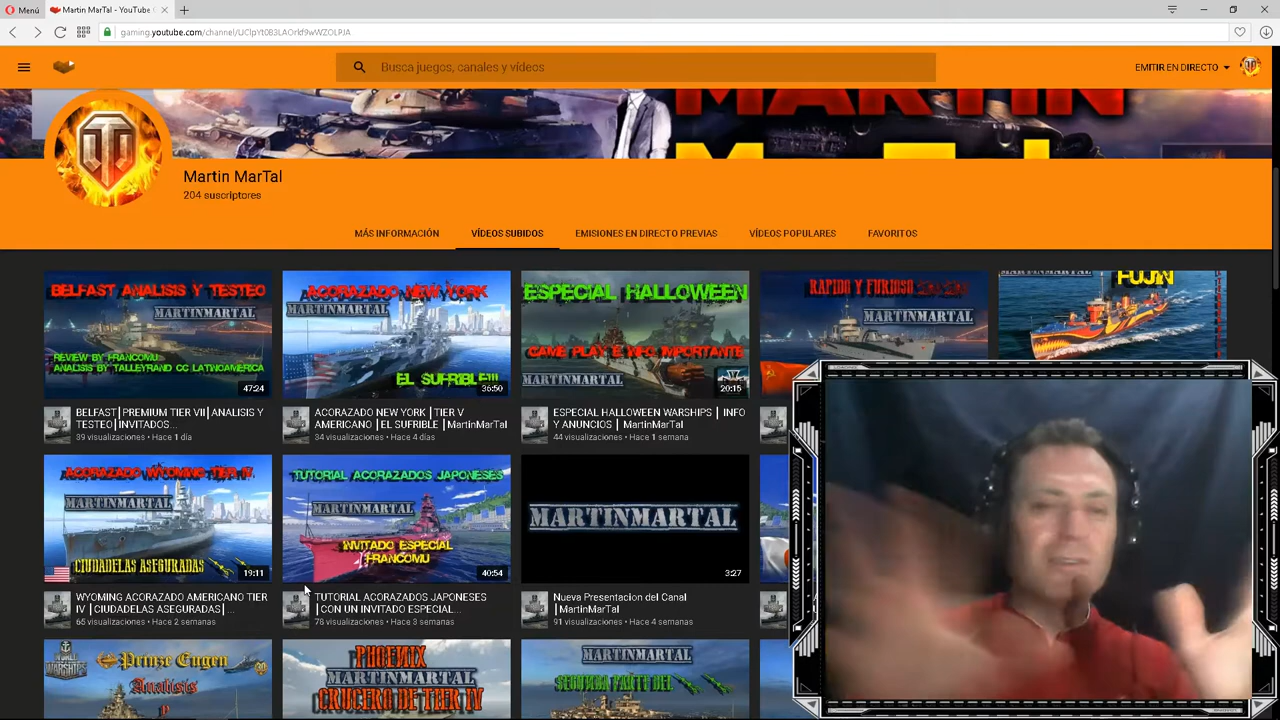 Menú
Martin MarTal - YouTube
gaming.youtube.com/channel/UClpYt0B3LAOrld9wWZOLPJA
Busca juegos, canales y vídeos
EMITIR EN DIRECTO
MARTIN
MarTal
Martin MarTal
204 suscriptores
MÁS INFORMACIÓN
VÍDEOS SUBIDOS
EMISIONES EN DIRECTO PREVIAS
VÍDEOS POPULARES
FAVORITOS
BELFAST ANALISIS Y TESTEO
MARTINMARTAL
REVIEW BY FRANCOMU
ANALISIS BY TALLEYRAND CC LATINOAMERICA
47:24
ACORAZADO NEW YORK
MARTINMARTAL
EL SUFRIBLE!!!
36:50
ESPECIAL HALLOWEEN
GAME PLAY E INFO IMPORTANTE
MARTINMARTAL
20:15
RAPIDO Y FURIOSO
MARTINMARTAL
MARTINMARTAL
FUJIN
BELFAST|PREMIUM TIER VII|ANALISIS Y
TESTEO|INVITADOS...
39 visualizaciones • Hace 1 día
ACORAZADO NEW YORK |TIER V
AMERICANO |EL SUFRIBLE |MartinMarTal
34 visualizaciones • Hace 4 días
ESPECIAL HALLOWEEN WARSHIPS | INFO
Y ANUNCIOS | MartinMarTal
44 visualizaciones • Hace 1 semana
ACORAZADO WYOMING TIER IV
MARTINMARTAL
CIUDADELAS ASEGURADAS
19:11
TUTORIAL ACORAZADOS JAPONESES
MARTINMARTAL
INVITADO ESPECIAL
FRANCOMU
40:54
MARTINMARTAL
3:27
WYOMING ACORAZADO AMERICANO TIER
IV |CIUDADELAS ASEGURADAS|...
65 visualizaciones • Hace 2 semanas
TUTORIAL ACORAZADOS JAPONESES
|CON UN INVITADO ESPECIAL...
78 visualizaciones • Hace 3 semanas
Nueva Presentacion del Canal
|MartinMarTal
91 visualizaciones • Hace 4 semanas
WORLD
WARSHIPS
Prinze Eugen
Analisis
PHOENIX
MARTINMARTAL
CRUCERO DE TIER IV
MARTINMARTAL
SEGUNDA PARTE DEL